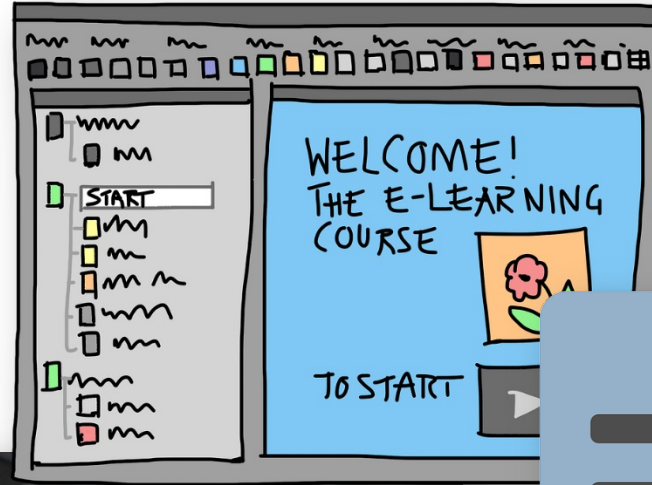 START
WELCOME!
THE E-LEARNING
COURSE
TO START